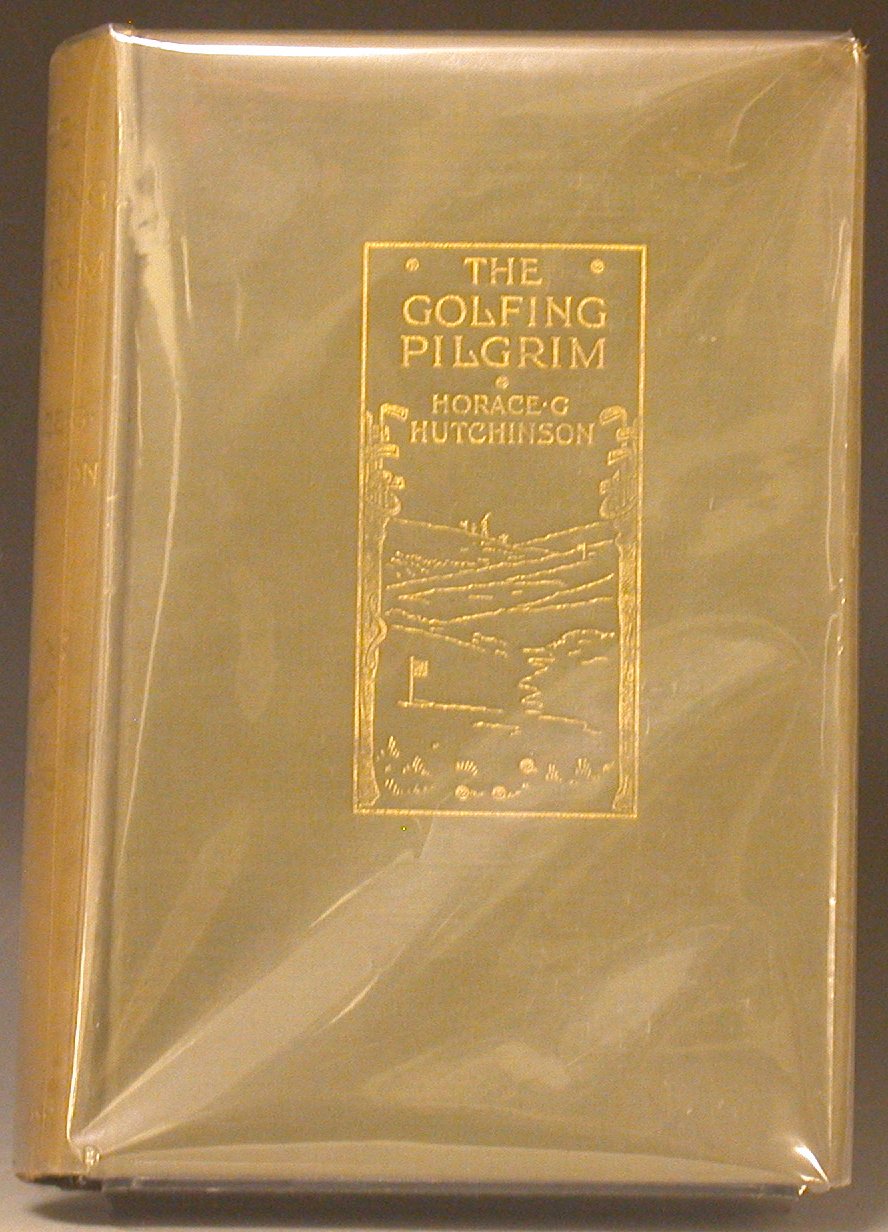 THE
GOLFING
PILGRIM
HORACE·G
HUTCHINSON